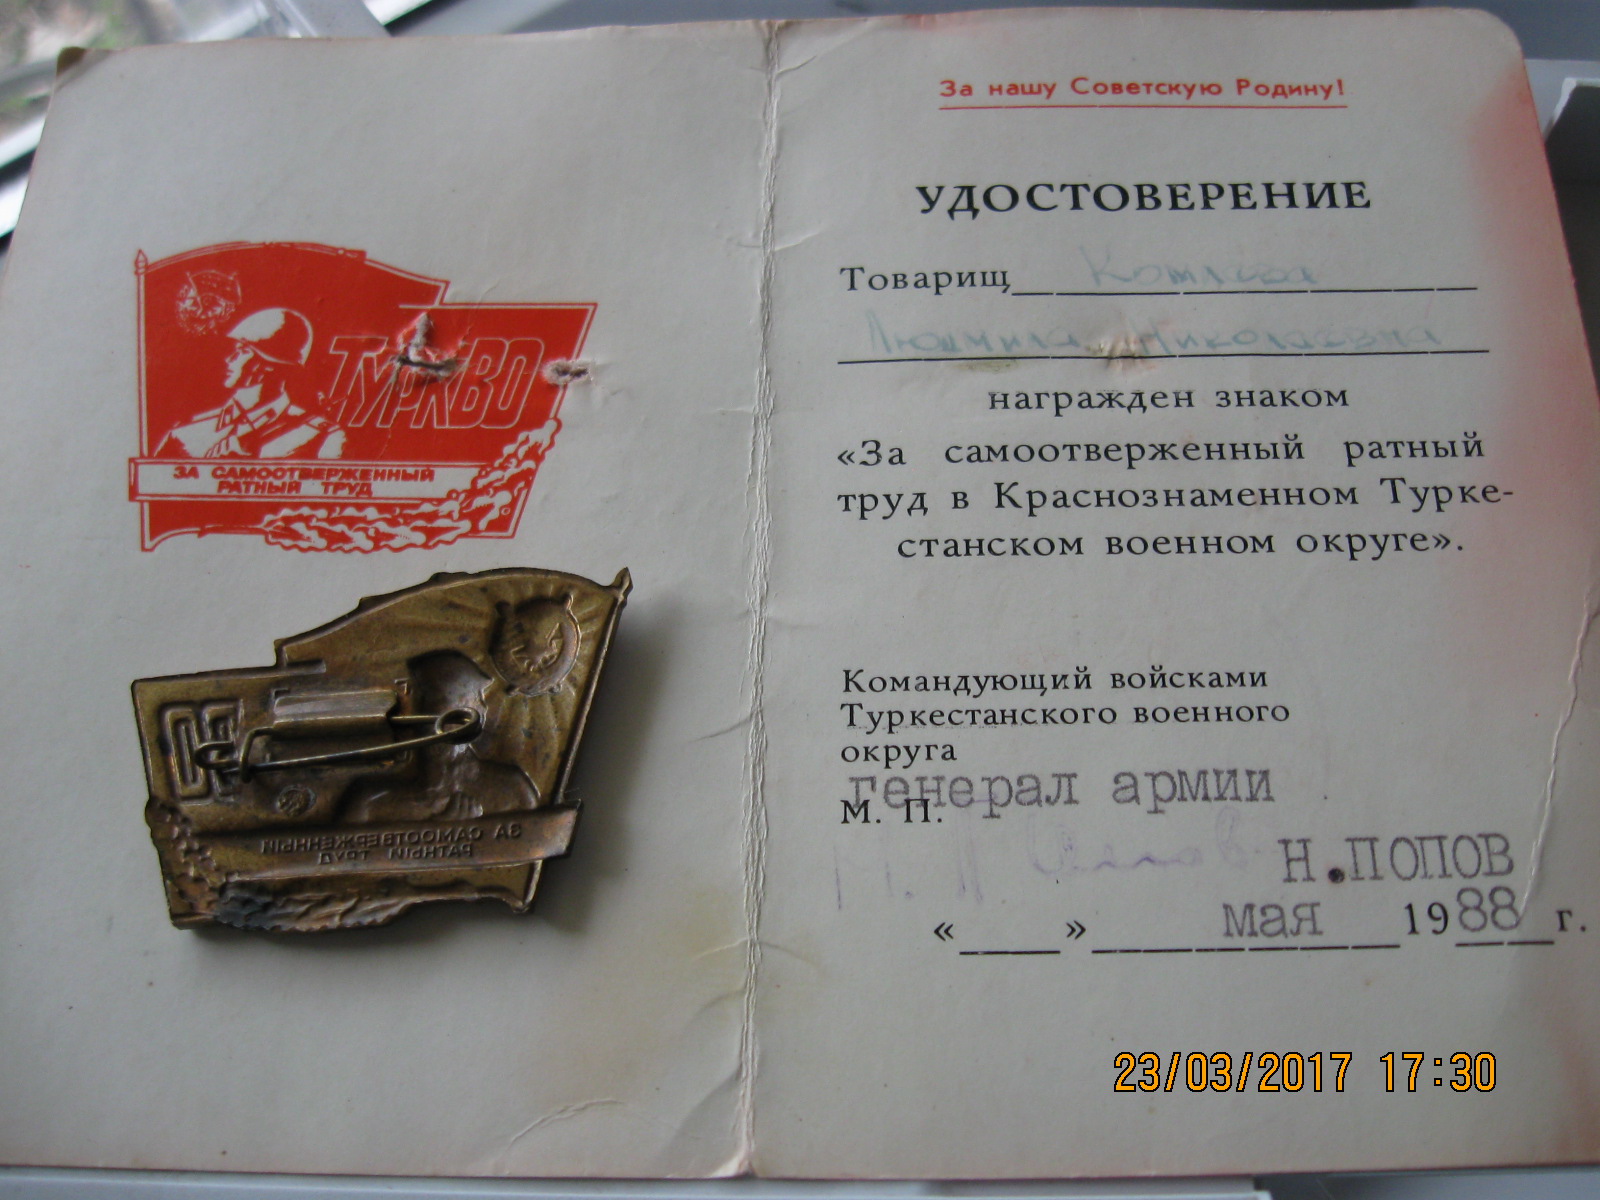 ТУРКВО
ЗА САМООТВЕРЖЕННЫЙ
РАТНЫЙ ТРУД
ЗА САМООТВЕРЖЕННЫЙ
РАТНЫЙ ТРУД
За нашу Советскую Родину!
УДОСТОВЕРЕНИЕ
Товарищ
Людмила Николаевна
награжден знаком
«За самоотверженный ратный
труд в Краснознаменном Турке-
станском военном округе».
Командующий войсками
Туркестанского военного
округа
генерал армии
М. П.
Н.ПОПОВ
« » мая 1988 г.
23/03/2017 17:30